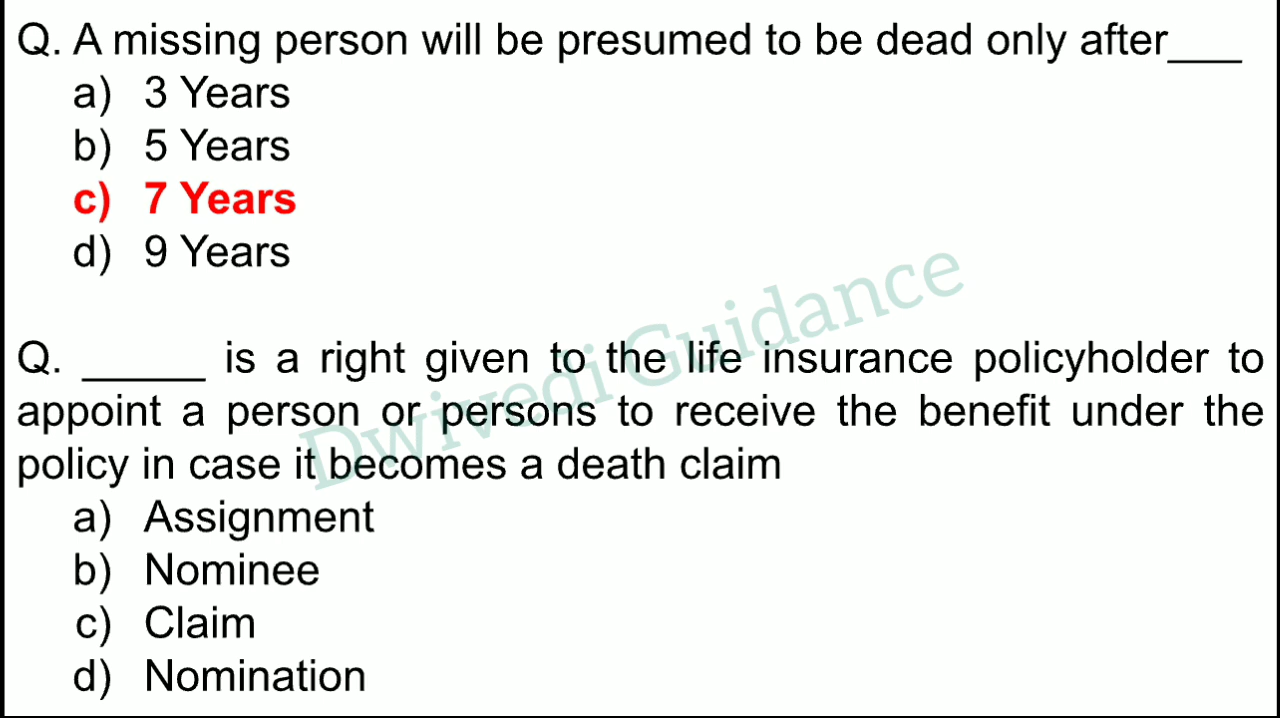 Q. A missing person will be presumed to be dead only after____
a) 3 Years
b) 5 Years
c) 7 Years
d) 9 Years
Dwivedi Guidance
Q. _____ is a right given to the life insurance policyholder to
appoint a person or persons to receive the benefit under the
policy in case it becomes a death claim
a) Assignment
b) Nominee
c) Claim
d) Nomination